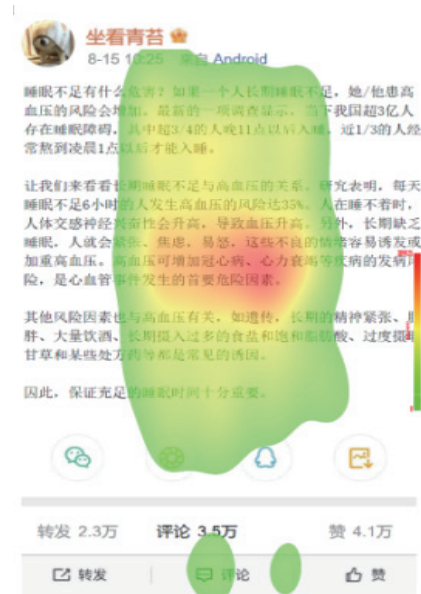 坐看青苔
8-15 10:25 来自 Android
睡眠不足有什么危害？如果一个人长期睡眠不足，她/他患高
血压的风险会增加。最新的一项调查显示，当下我国超3亿人
存在睡眠障碍，其中超3/4的人晚11点以后入睡，近1/3的人经
常熬到凌晨1点以后才能入睡。
让我们来看看长期睡眠不足与高血压的关系。研究表明，每天
睡眠不足6小时的人发生高血压的风险达35%。人在睡不着时，
人体交感神经兴奋性会升高，导致血压升高。另外，长期缺乏
睡眠，人就会紧张、焦虑，易怒，这些不良的情绪容易诱发或
加重高血压。高血压可增加冠心病、心力衰竭等疾病的发病风
险，是心血管事件发生的首要危险因素。
其他风险因素也与高血压有关，如遗传，长期的精神紧张、肥
胖、大量饮酒、长期摄入过多的食盐和饱和脂肪酸、过度摄
甘草和某些处方药等都是常见的诱因。
因此，保证充足的睡眠时间十分重要。
转发 2.3万 评论 3.5万 赞 4.1万
转发 评论 赞